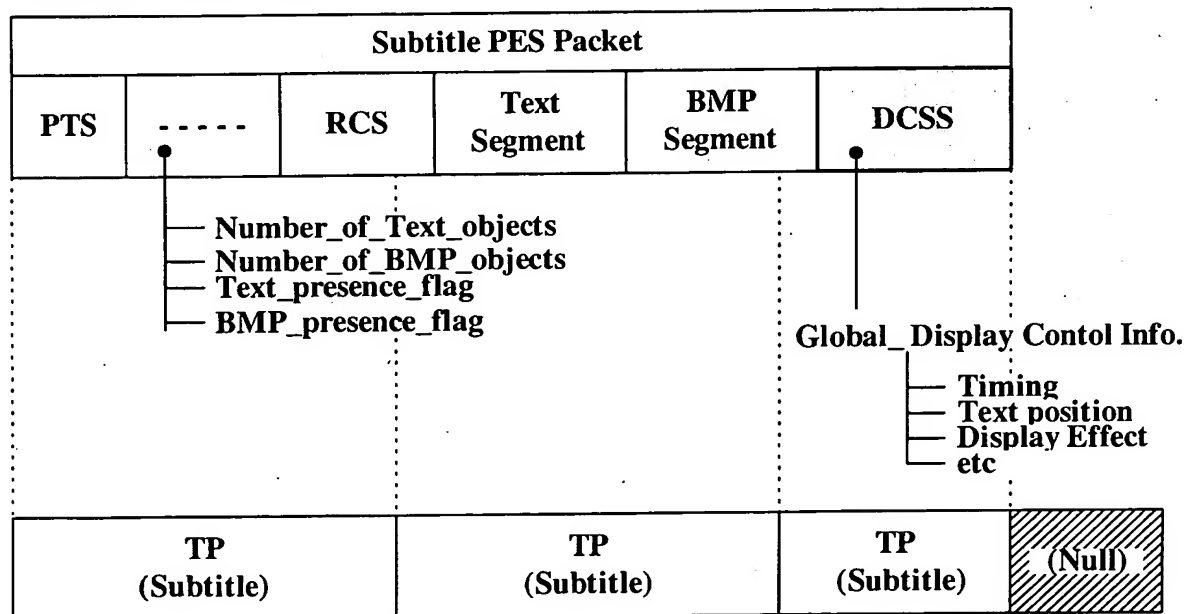 Subtitle PES Packet
PTS
-----
RCS
Text
Segment
BMP
Segment
DCSS
Number_of_Text_objects
Number_of_BMP_objects
Text_presence_flag
BMP_presence_flag
Global_ Display Contol Info.
Timing
Text position
Display Effect
etc
TP
(Subtitle)
TP
(Subtitle)
TP
(Subtitle)
(Null)